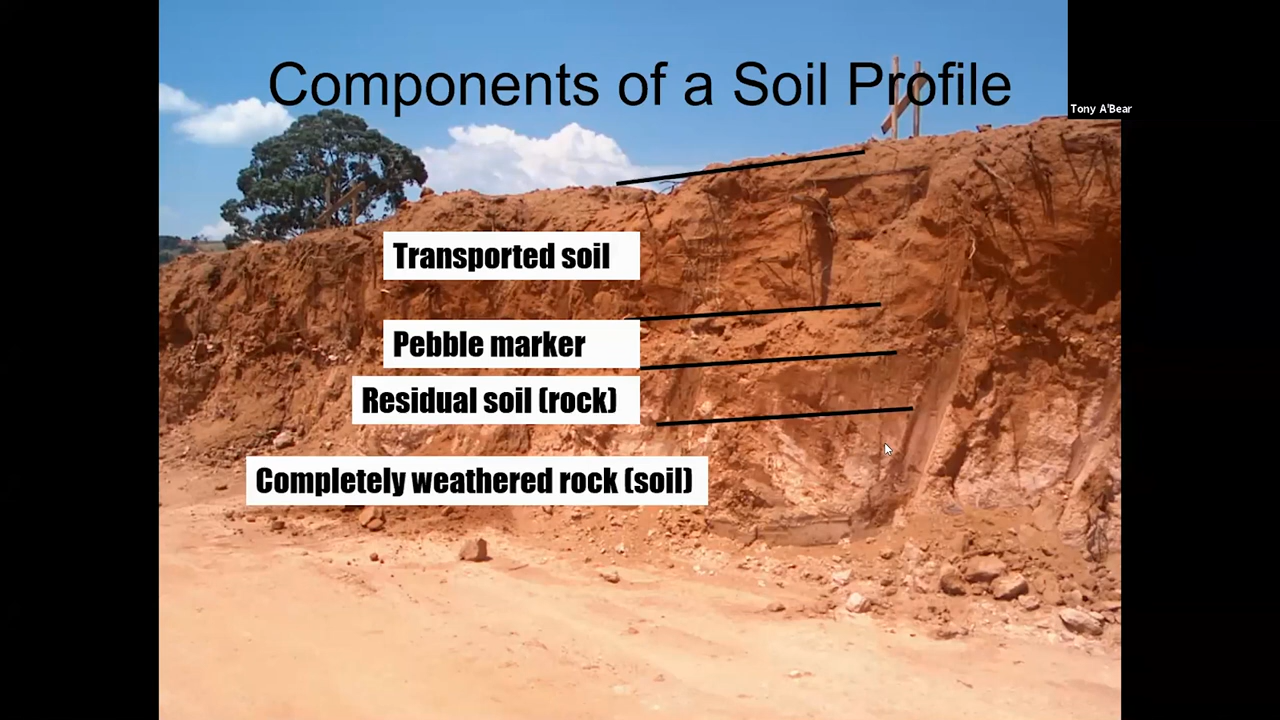 Components of a Soil Profile
Tony A'Bear
Transported soil
Pebble marker
Residual soil (rock)
Completely weathered rock (soil)